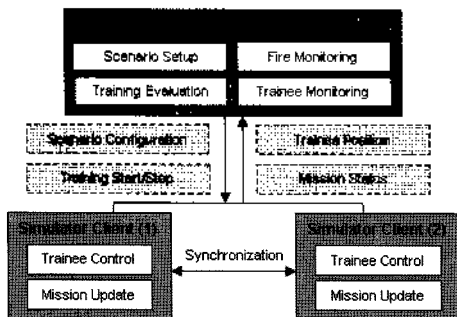 Scenario Setup
Fire Monitoring
Training Evaluation
Trainee Monitoring
Scenario Configuration
Trainee Position
Training Start/Stop
Mission Status
Simulator Client (1)
Simulator Client (2)
Trainee Control
Synchronization
Trainee Control
Mission Update
Mission Update